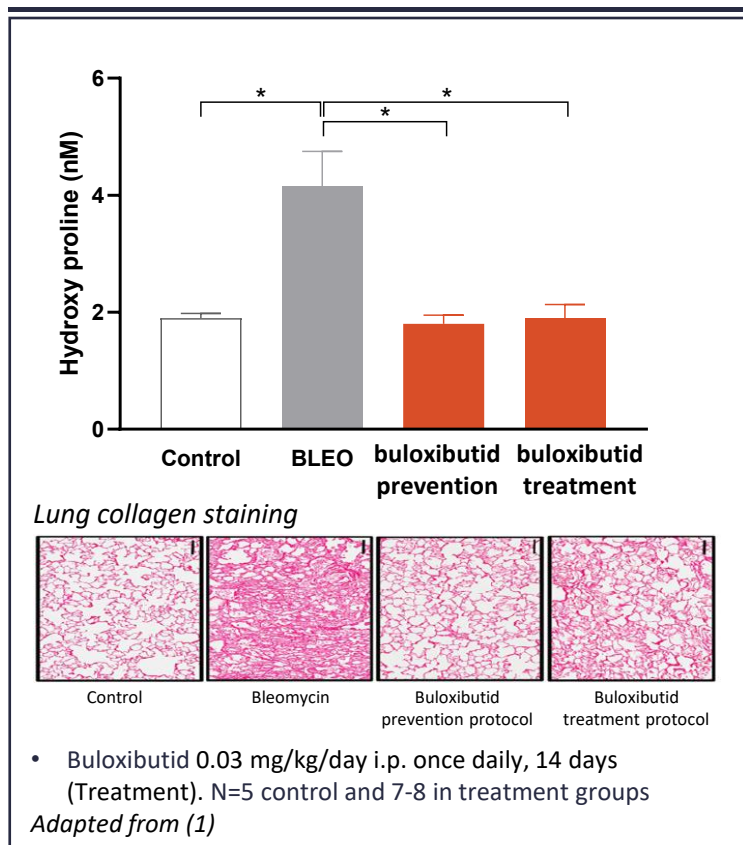 6
4
2
0
Hydroxy proline (nM)
*
*
*
Control
BLEO
buloxibutid
prevention
buloxibutid
treatment
Lung collagen staining
Control
Bleomycin
Buloxibutid
prevention protocol
Buloxibutid
treatment protocol
• Buloxibutid 0.03 mg/kg/day i.p. once daily, 14 days
(Treatment). N=5 control and 7-8 in treatment groups
Adapted from (1)